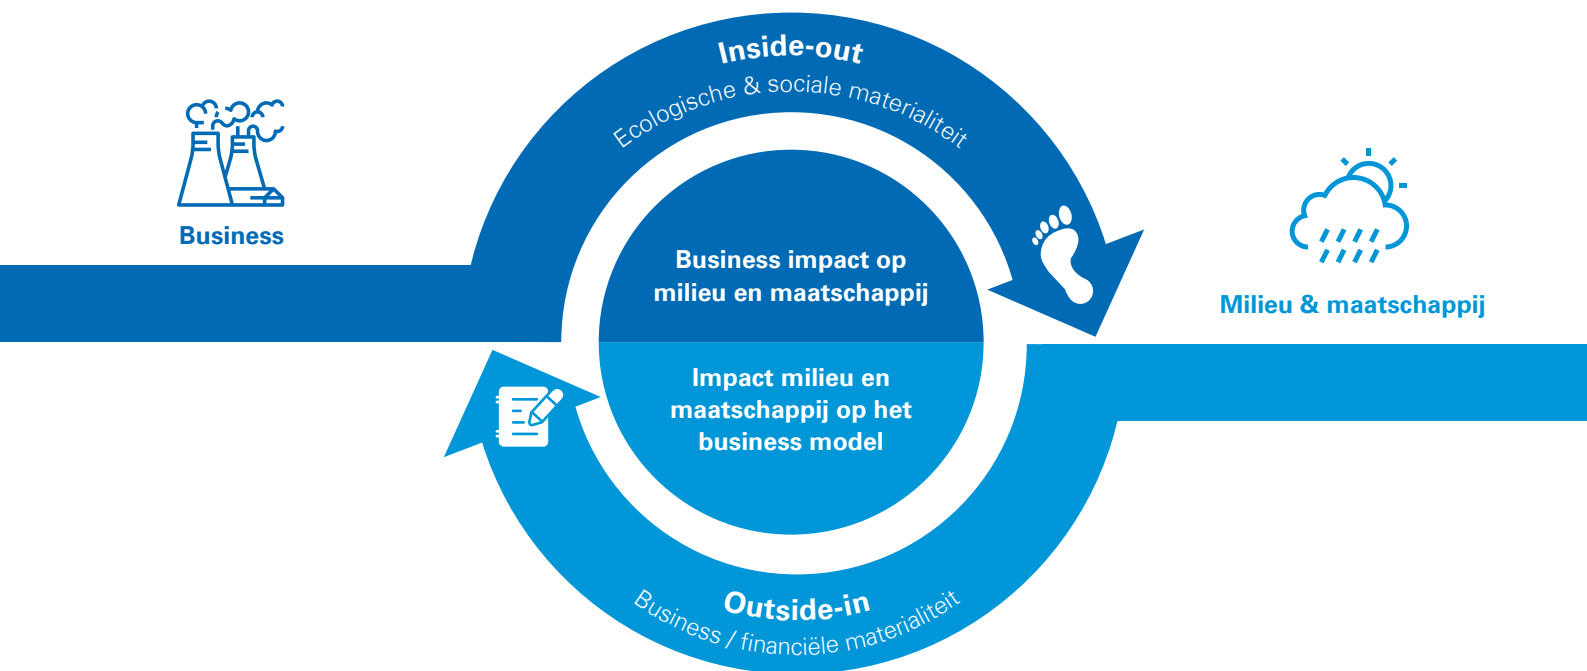 Inside-out
Ecologische & sociale materialiteit
Business
Business impact op
milieu en maatschappij
Milieu & maatschappij
Impact milieu en
maatschappij op het
business model
Outside-in
Business / financiële materialiteit